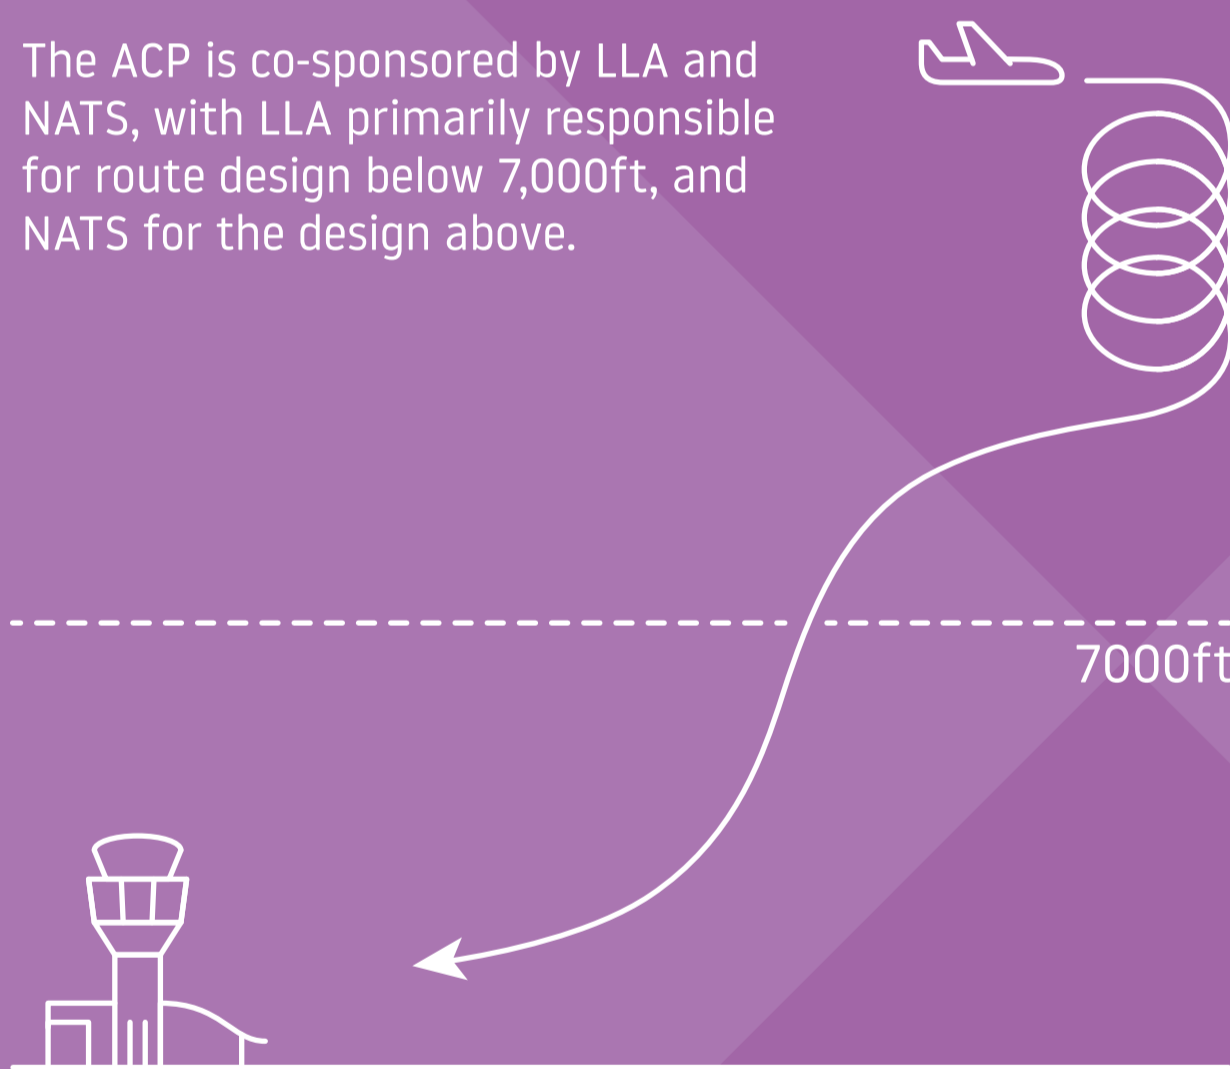 The ACP is co-sponsored by LLA and
NATS, with LLA primarily responsible
for route design below 7,000ft, and
NATS for the design above.
7000ft